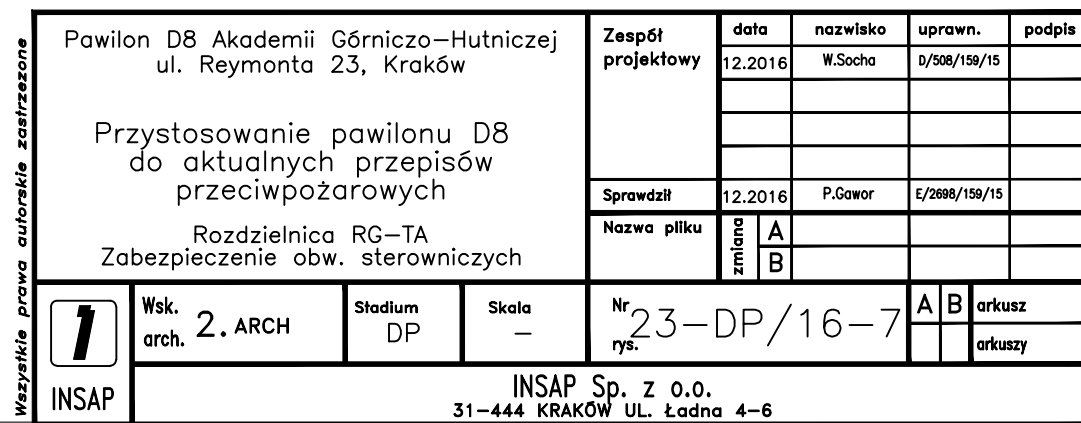 Wszystkie prawa autorskie zastrzezone
Pawilon D8 Akademii Górniczo-Hutniczej
ul. Reymonta 23, Kraków
Przystosowanie pawilonu D8
do aktualnych przepisów
przeciwpożarowych
Rozdzielnica RG-TA
Zabezpieczenie obw. sterowniczych
Zespół
projektowy
data nazwisko uprawn. podpis
12.2016 W.Socha D/508/159/15
Sprawdził 12.2016 P.Gawor E/2698/159/15
Nazwa pliku zmiana A
B
1
INSAP
Wsk.
arch. 2. ARCH
Stadium
DP
Skala
-
Nr
rys. 23-DP/16-7
A B arkusz
arkuszy
INSAP Sp. z o.o.
31-444 KRAKÓW UL. Ładna 4-6